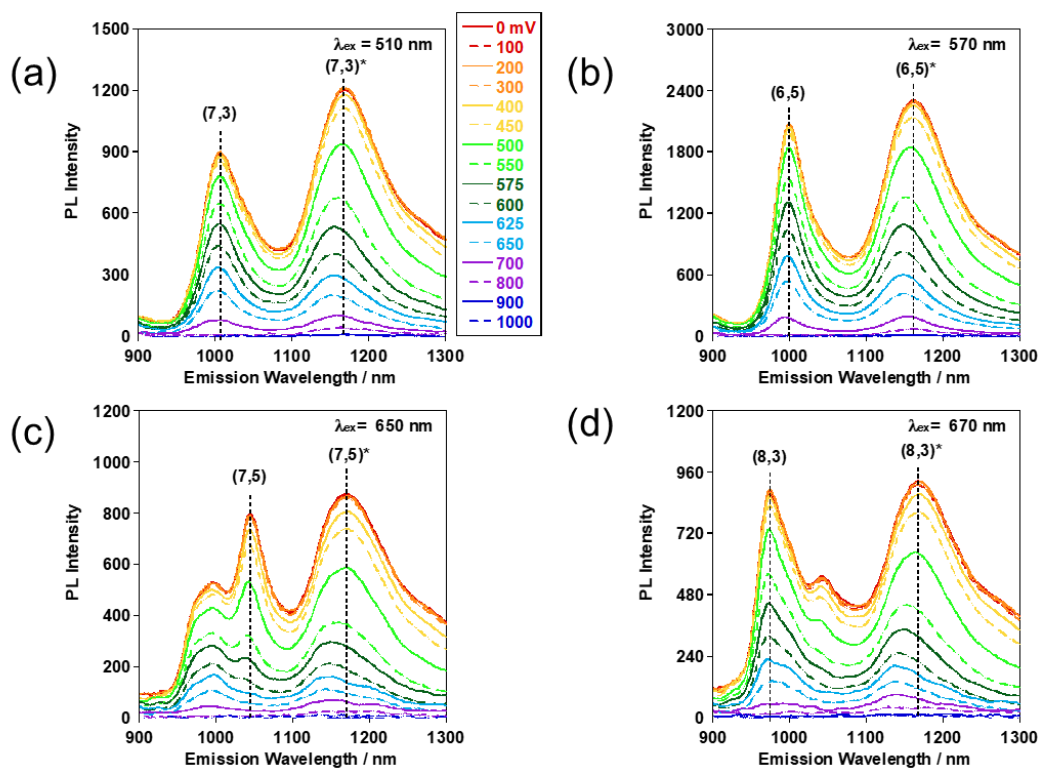 (a)
PL Intensity
1500
1200
900
600
300
0
λex = 510 nm
(7,3)
(7,3)*
900 1000 1100 1200 1300
Emission Wavelength / nm
0 mV
100
200
300
400
450
500
550
575
600
625
650
700
800
900
1000
(b)
PL Intensity
3000
2400
1800
1200
600
0
λex = 570 nm
(6,5)
(6,5)*
900 1000 1100 1200 1300
Emission Wavelength / nm
(c)
PL Intensity
1200
1000
800
600
400
200
0
λex = 650 nm
(7,5)
(7,5)*
900 1000 1100 1200 1300
Emission Wavelength / nm
(d)
PL Intensity
1200
960
720
480
240
0
λex = 670 nm
(8,3)
(8,3)*
900 1000 1100 1200 1300
Emission Wavelength / nm